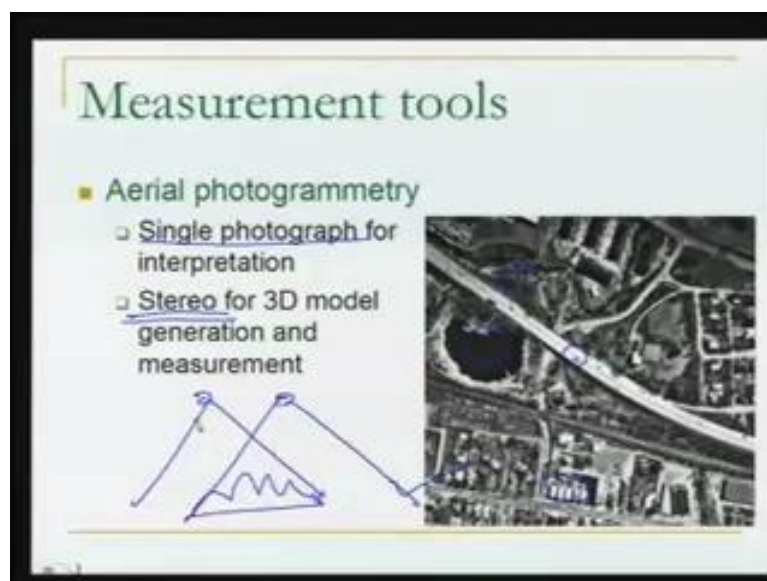 Measurement tools
Aerial photogrammetry
Single photograph for
interpretation
Stereo for 3D model
generation and
measurement